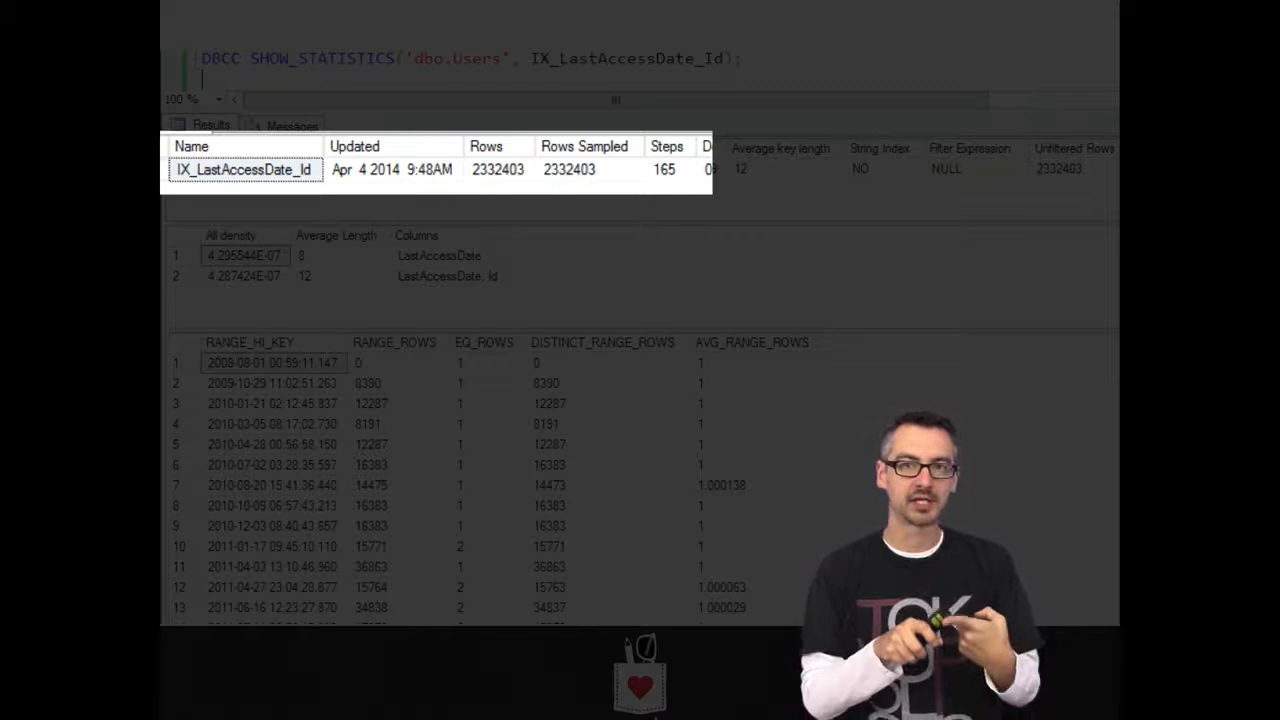 DBCC SHOW_STATISTICS('dbo.Users', IX_LastAccessDate_Id);
100 %
Results Messages
Name Updated Rows Rows Sampled Steps Average key length String Index Filter Expression Unfiltered Rows
IX_LastAccessDate_Id Apr 4 2014 9:48AM 2332403 2332403 165 12 NO NULL 2332403
All density Average Length Columns
1 4.295544E-07 8 LastAccessDate
2 4.287424E-07 12 LastAccessDate, Id
RANGE_HI_KEY RANGE_ROWS EQ_ROWS DISTINCT_RANGE_ROWS AVG_RANGE_ROWS
1 2008-08-01 00:59:11.147 0 1 0 1
2 2009-10-29 11:02:51.263 8390 1 8390 1
3 2010-01-21 02:12:45.837 12287 1 12287 1
4 2010-03-05 08:17:02.730 8191 1 8191 1
5 2010-04-28 00:56:58.150 12287 1 12287 1
6 2010-07-02 03:28:35.597 16383 1 16383 1
7 2010-08-20 15:41:36.440 14475 1 14473 1.000138
8 2010-10-09 06:57:43.213 16383 1 16383 1
9 2010-12-03 08:40:43.657 16383 1 16383 1
10 2011-01-17 09:45:10.110 15771 2 15771 1
11 2011-04-03 13:10:46.960 36863 1 36863 1
12 2011-04-27 23:04:28.877 15764 2 15763 1.000063
13 2011-06-16 12:23:27.870 34838 2 34837 1.000029